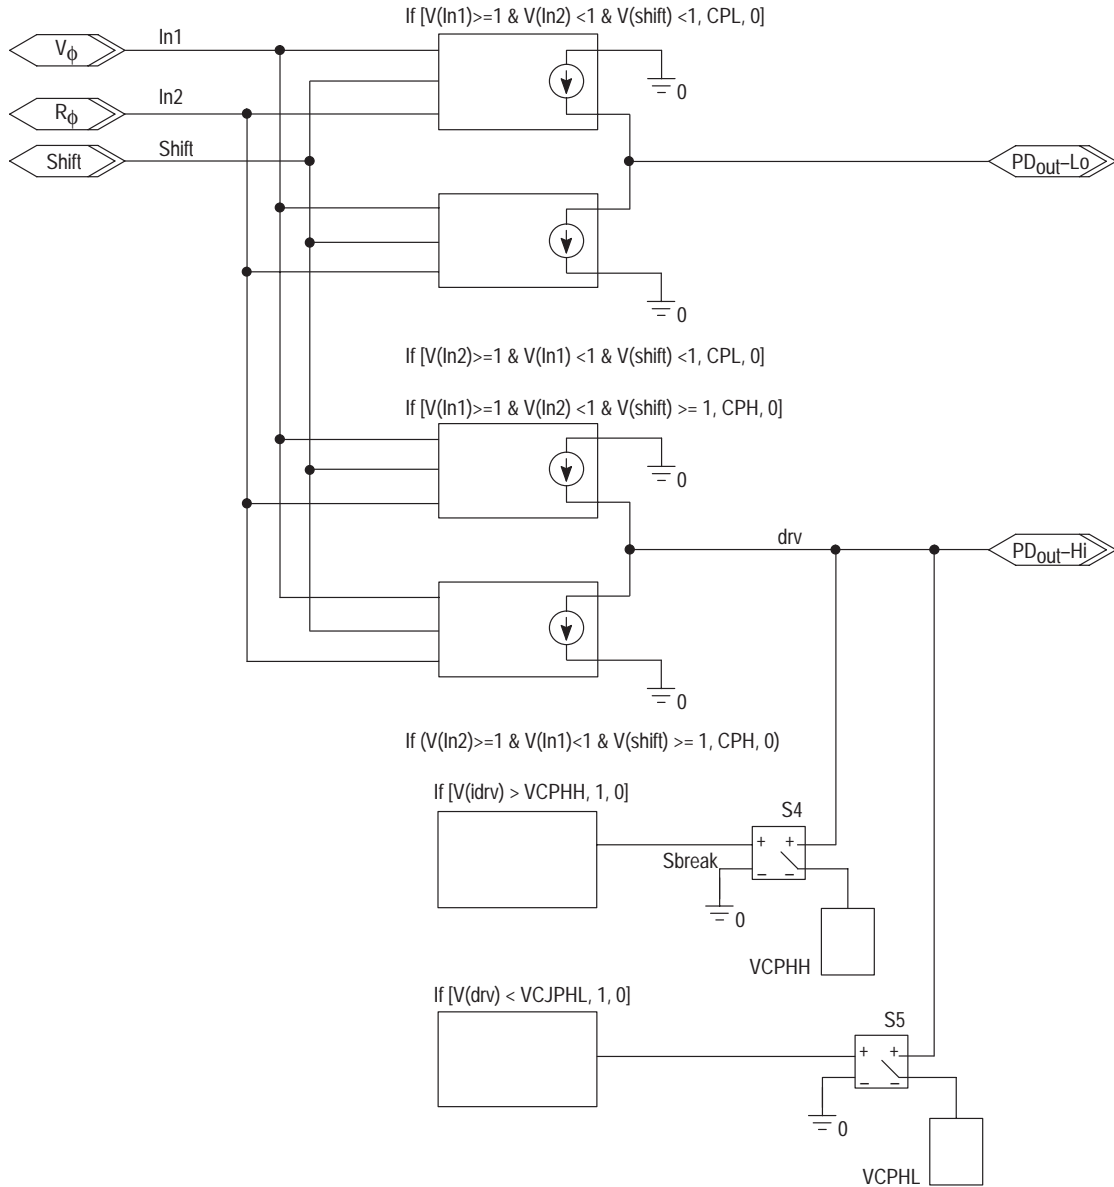 If [V(In1)>=1 & V(In2) <1 & V(shift) <1, CPL, 0]
Vϕ
In1
0
Rϕ
In2
Shift
Shift
PDout–Lo
0
If [V(In2)>=1 & V(In1) <1 & V(shift) <1, CPL, 0]
If [V(In1)>=1 & V(In2) <1 & V(shift) >= 1, CPH, 0]
0
drv
PDout–Hi
0
If (V(In2)>=1 & V(In1)<1 & V(shift) >= 1, CPH, 0)
If [V(idrv) > VCPHH, 1, 0]
S4
+ +
Sbreak
– –
0
VCPHH
If [V(drv) < VCJPHL, 1, 0]
S5
+ +
– –
0
VCPHL